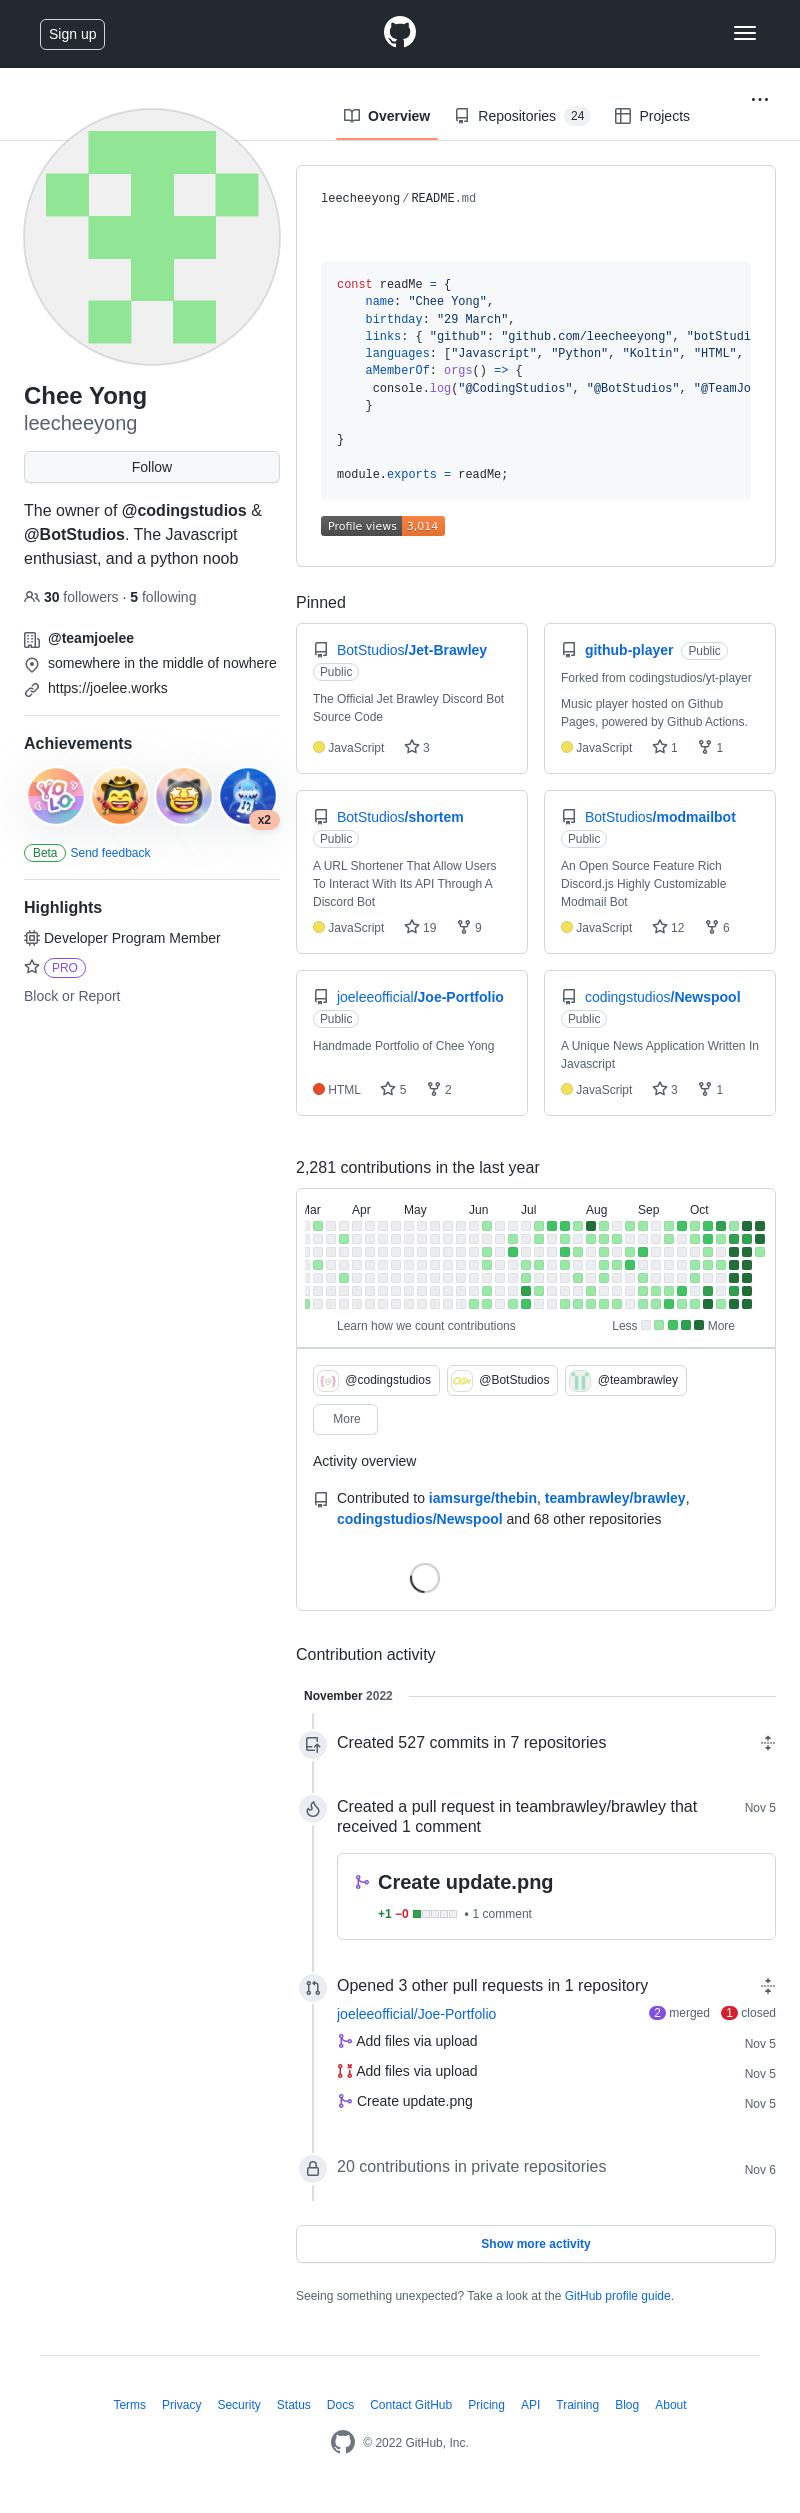 Sign up
Overview
Repositories 24
Projects
Chee Yong
leecheeyong
Follow
The owner of @codingstudios &
@BotStudios. The Javascript
enthusiast, and a python noob
30 followers · 5 following
@teamjoelee
somewhere in the middle of nowhere
https://joelee.works
Achievements
YOLO
x2
Beta Send feedback
Highlights
Developer Program Member
PRO
Block or Report
leecheeyong/README.md
const readMe = {
name: "Chee Yong",
birthday: "29 March",
links: { "github": "github.com/leecheeyong", "botStudi
languages: ["Javascript", "Python", "Koltin", "HTML",
aMemberOf: orgs() => {
console.log("@CodingStudios", "@BotStudios", "@TeamJo
}
}
module.exports = readMe;
Profile views 3,014
Pinned
BotStudios/Jet-Brawley
Public
The Official Jet Brawley Discord Bot
Source Code
JavaScript 3
github-player Public
Forked from codingstudios/yt-player
Music player hosted on Github
Pages, powered by Github Actions.
JavaScript 1 1
BotStudios/shortem
Public
A URL Shortener That Allow Users
To Interact With Its API Through A
Discord Bot
JavaScript 19 9
BotStudios/modmailbot
Public
An Open Source Feature Rich
Discord.js Highly Customizable
Modmail Bot
JavaScript 12 6
joeleeofficial/Joe-Portfolio
Public
Handmade Portfolio of Chee Yong
HTML 5 2
codingstudios/Newspool
Public
A Unique News Application Written In
Javascript
JavaScript 3 1
2,281 contributions in the last year
Mar Apr May Jun Jul Aug Sep Oct
Learn how we count contributions
Less More
@codingstudios @BotStudios @teambrawley
More
Activity overview
Contributed to iamsurge/thebin, teambrawley/brawley,
codingstudios/Newspool and 68 other repositories
Contribution activity
November 2022
Created 527 commits in 7 repositories
Created a pull request in teambrawley/brawley that
received 1 comment
Nov 5
Create update.png
+1 −0 • 1 comment
Opened 3 other pull requests in 1 repository
joeleeofficial/Joe-Portfolio 2 merged 1 closed
Add files via upload Nov 5
Add files via upload Nov 5
Create update.png Nov 5
20 contributions in private repositories Nov 6
Show more activity
Seeing something unexpected? Take a look at the GitHub profile guide.
Terms Privacy Security Status Docs Contact GitHub Pricing API Training Blog About
© 2022 GitHub, Inc.